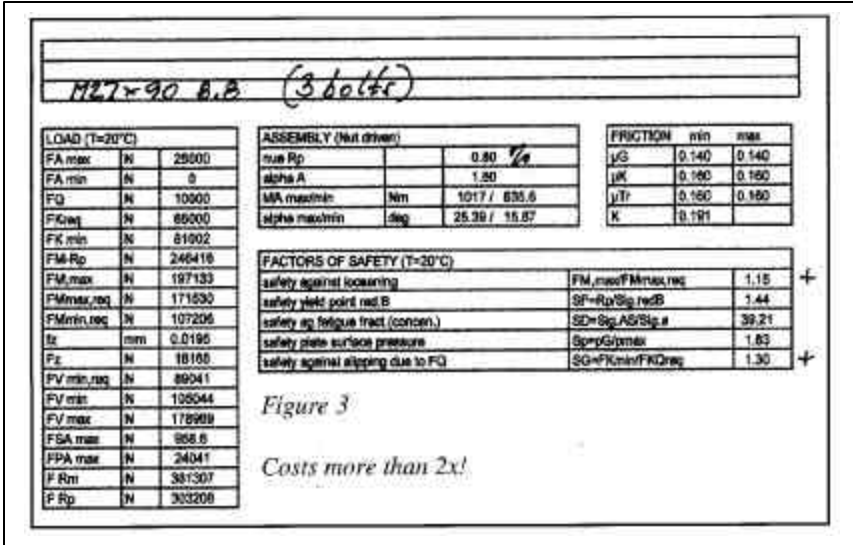 M27×90 8.8 (3 bolts)
LOAD (T=20°C)
FA max N 25000
FA min N 0
FQ N 10000
FKreq N 65000
FK min N 81002
FM-Rp N 246416
FM,max N 197133
FMmax,req N 171530
FMmin,req N 107206
fz mm 0.0195
Fz N 18165
FV min,req N 89041
FV min N 105044
FV max N 178969
FSA max N 958.6
FPA max N 24041
F Rm N 381307
F Rp N 303206
ASSEMBLY (Nut driven)
nue Rp 0.80
alpha A 1.60
MA max/min Nm 1017 / 635.6
alpha max/min deg 25.39 / 15.87
FRICTION min max
µG 0.140 0.140
µK 0.160 0.160
µTr 0.160 0.160
K 0.191
FACTORS OF SAFETY (T=20°C)
safety against loosening FM,max/FMmax,req 1.15 +
safety yield point red.B SF=Rp/Sig.redB 1.44
safety ag fatigue fract (concen.) SD=Sig.AS/Sig.a 39.21
safety plate surface pressure Sp=pG/pmax 1.83
safety against slipping due to FQ SG=FKmin/FKQreq 1.30 +
Figure 3
Costs more than 2x!